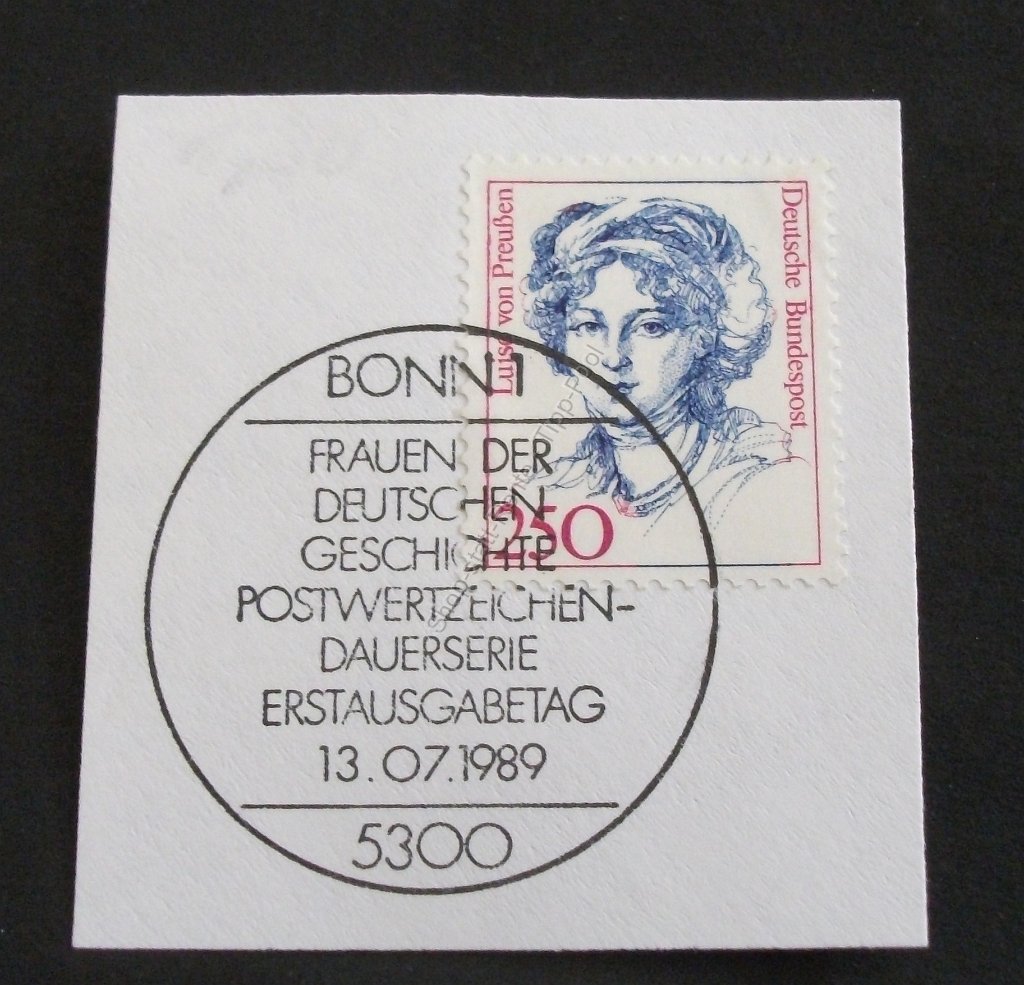 Luise von Preußen
Deutsche Bundespost
250
BONN 1
FRAUEN DER
DEUTSCHEN
GESCHICHTE
POSTWERTZEICHEN-
DAUERSERIE
ERSTAUSGABETAG
13.07.1989
5300